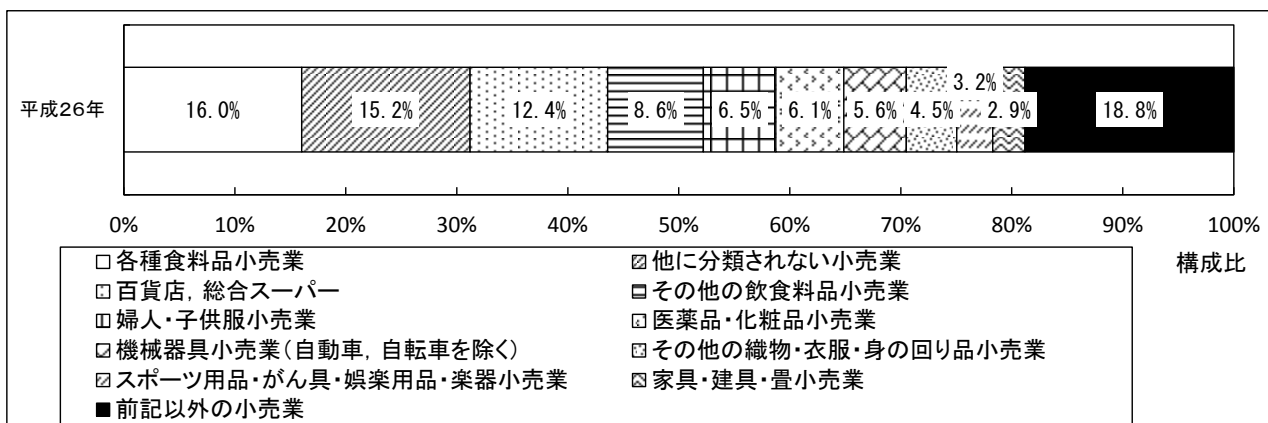 3.2%
平成26年 16.0% 15.2% 12.4% 8.6% 6.5% 6.1% 5.6% 4.5% 2.9% 18.8%
0% 10% 20% 30% 40% 50% 60% 70% 80% 90% 100%
構成比
各種食料品小売業 他に分類されない小売業
百貨店，総合スーパー その他の飲食料品小売業
婦人・子供服小売業 医薬品・化粧品小売業
機械器具小売業（自動車，自転車を除く） その他の織物・衣服・身の回り品小売業
スポーツ用品・がん具・娯楽用品・楽器小売業 家具・建具・畳小売業
前記以外の小売業